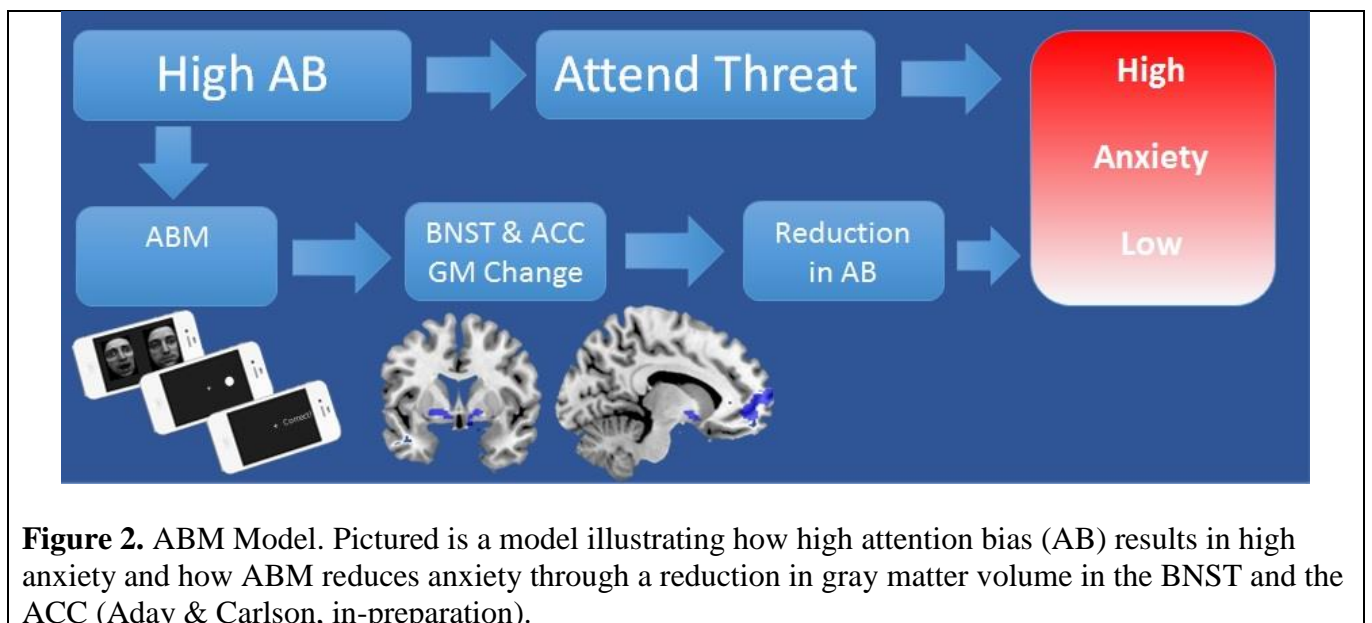 High AB
Attend Threat
High
Anxiety
Low
ABM
BNST & ACC
GM Change
Reduction
in AB
Correct!
Figure 2. ABM Model. Pictured is a model illustrating how high attention bias (AB) results in high
anxiety and how ABM reduces anxiety through a reduction in gray matter volume in the BNST and the
ACC (Aday & Carlson, in-preparation).